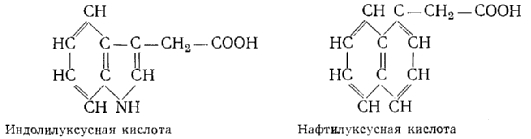 CH
HC C — C — CH₂ — COOH
HC C CH
CH NH
Индолилуксусная кислота
CH C — CH₂ — COOH
HC C CH
HC C CH
CH CH
Нафтилуксусная кислота